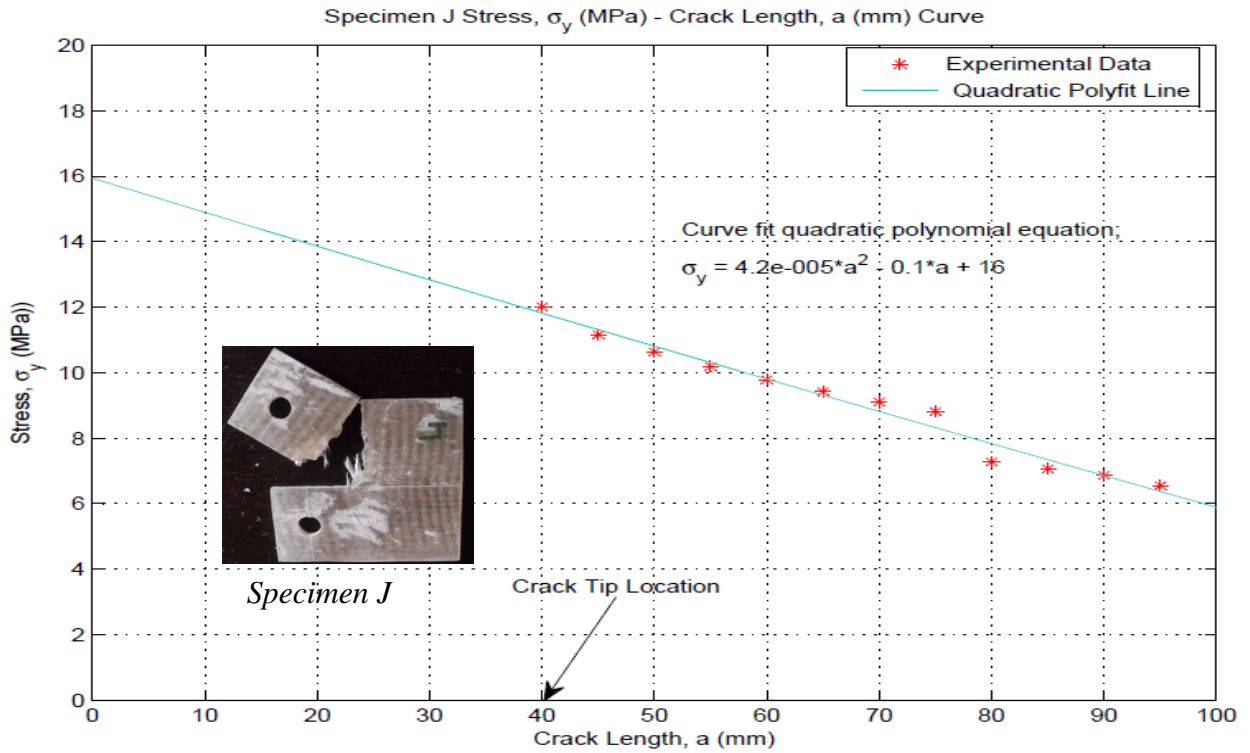 Specimen J Stress, σy (MPa) - Crack Length, a (mm) Curve
20
18
16
14
12
10
8
6
4
2
0
Stress, σy (MPa))
Experimental Data
Quadratic Polyfit Line
Curve fit quadratic polynomial equation;
σy = 4.2e-005*a² - 0.1*a + 16
Specimen J
Crack Tip Location
0 10 20 30 40 50 60 70 80 90 100
Crack Length, a (mm)